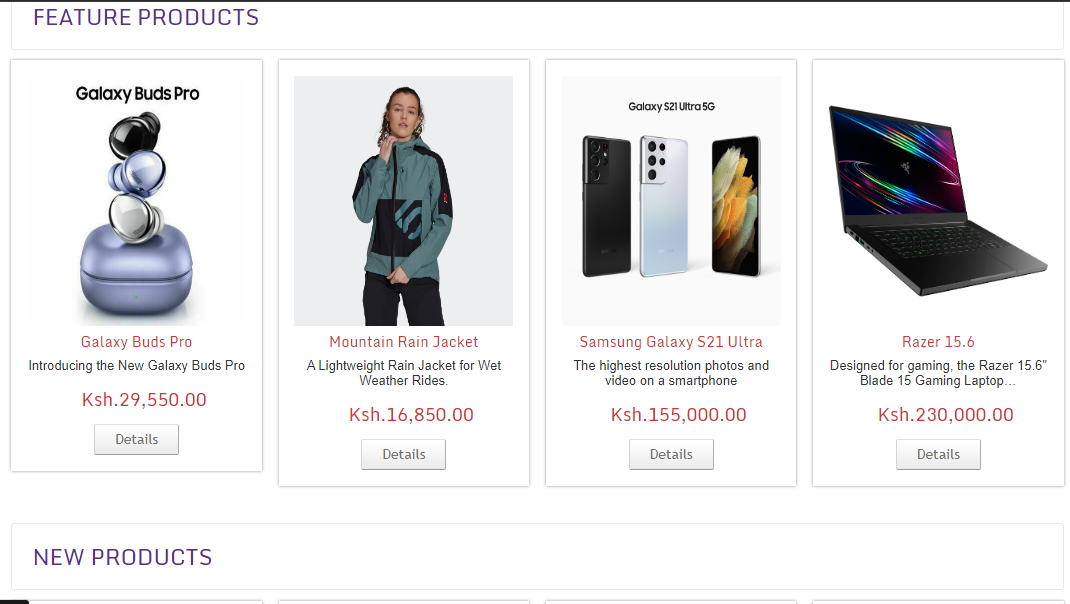 FEATURE PRODUCTS
Galaxy Buds Pro
Galaxy Buds Pro
Introducing the New Galaxy Buds Pro
Ksh.29,550.00
Details
Mountain Rain Jacket
A Lightweight Rain Jacket for Wet
Weather Rides.
Ksh.16,850.00
Details
Galaxy S21 Ultra 5G
Samsung Galaxy S21 Ultra
The highest resolution photos and
video on a smartphone
Ksh.155,000.00
Details
Razer 15.6
Designed for gaming, the Razer 15.6”
Blade 15 Gaming Laptop...
Ksh.230,000.00
Details
NEW PRODUCTS